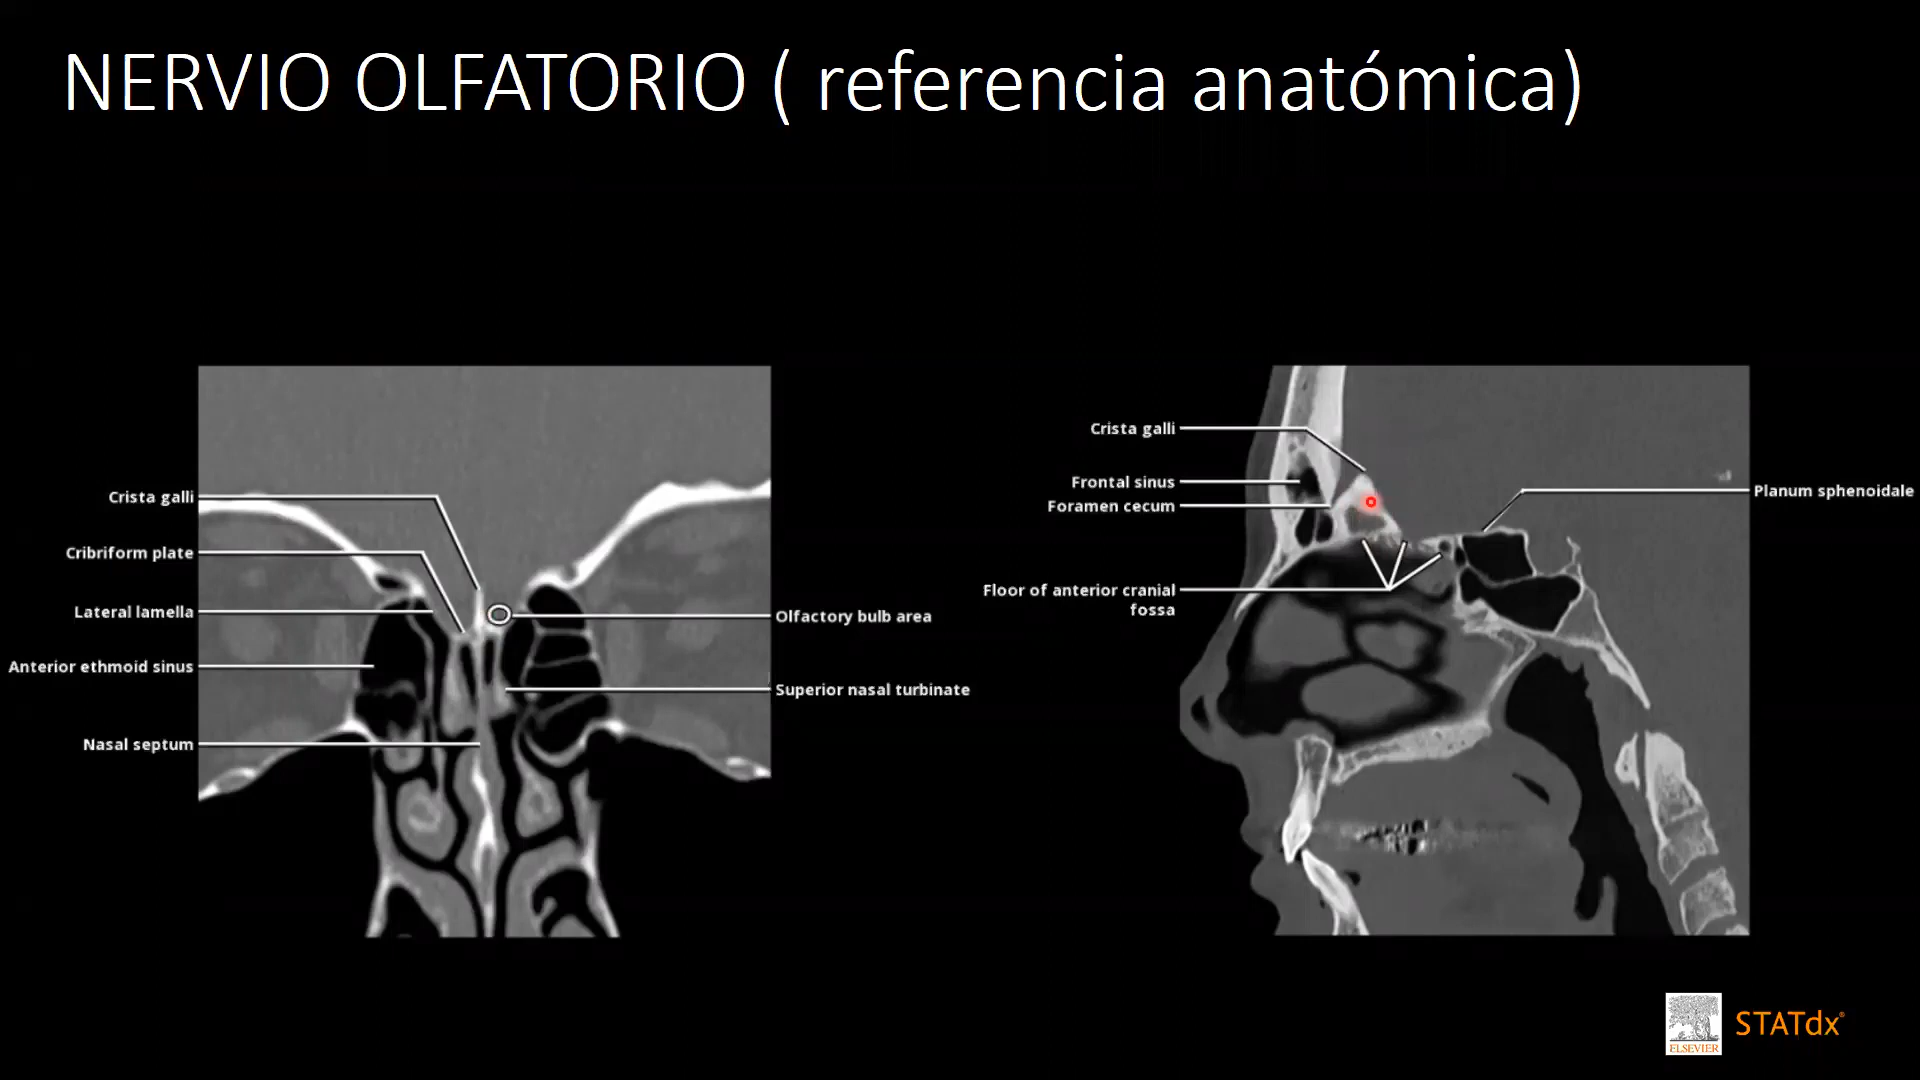 NERVIO OLFATORIO ( referencia anatómica)
Crista galli
Cribriform plate
Lateral lamella
Anterior ethmoid sinus
Nasal septum
Olfactory bulb area
Superior nasal turbinate
Crista galli
Frontal sinus
Foramen cecum
Floor of anterior cranial
fossa
Planum sphenoidale
ELSEVIER
STATdx®